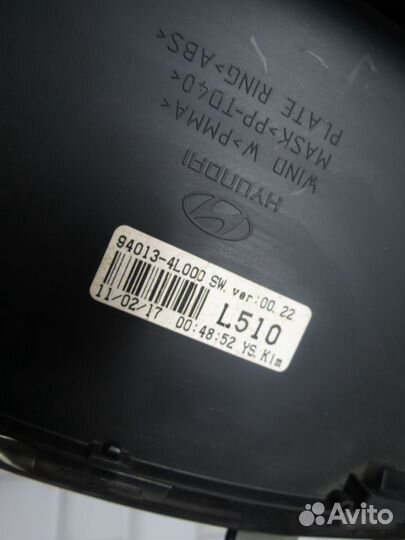 WIND W>PMMA<
MASK>PP-TD40<
PLATE RING>ABS<
HYUNDAI
94013-4L000 SW. ver:00.22
L510
11/02/17 00:48:52 YS.Kim
Avito